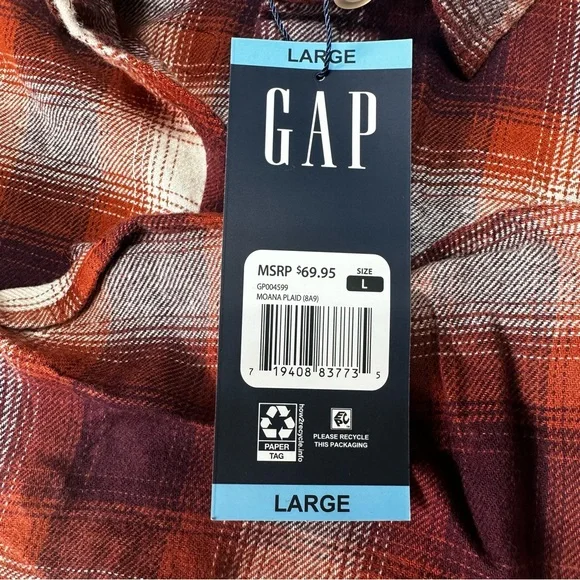 LARGE
GAP
MSRP $69.95
SIZE
L
GP004599
MOANA PLAID (8A9)
7 19408 83773 5
how2recycle.info
PAPER
TAG
PLEASE RECYCLE
THIS PACKAGING
LARGE